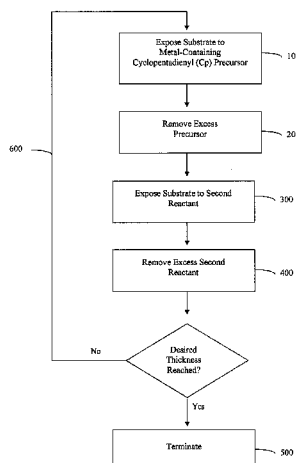 Expose Substrate to
Metal-Containing
Cyclopentadienyl (Cp) Precursor
10
Remove Excess
Precursor
20
600
Expose Substrate to Second
Reactant
300
Remove Excess Second
Reactant
400
No
Desired
Thickness
Reached?
Yes
Terminate
500